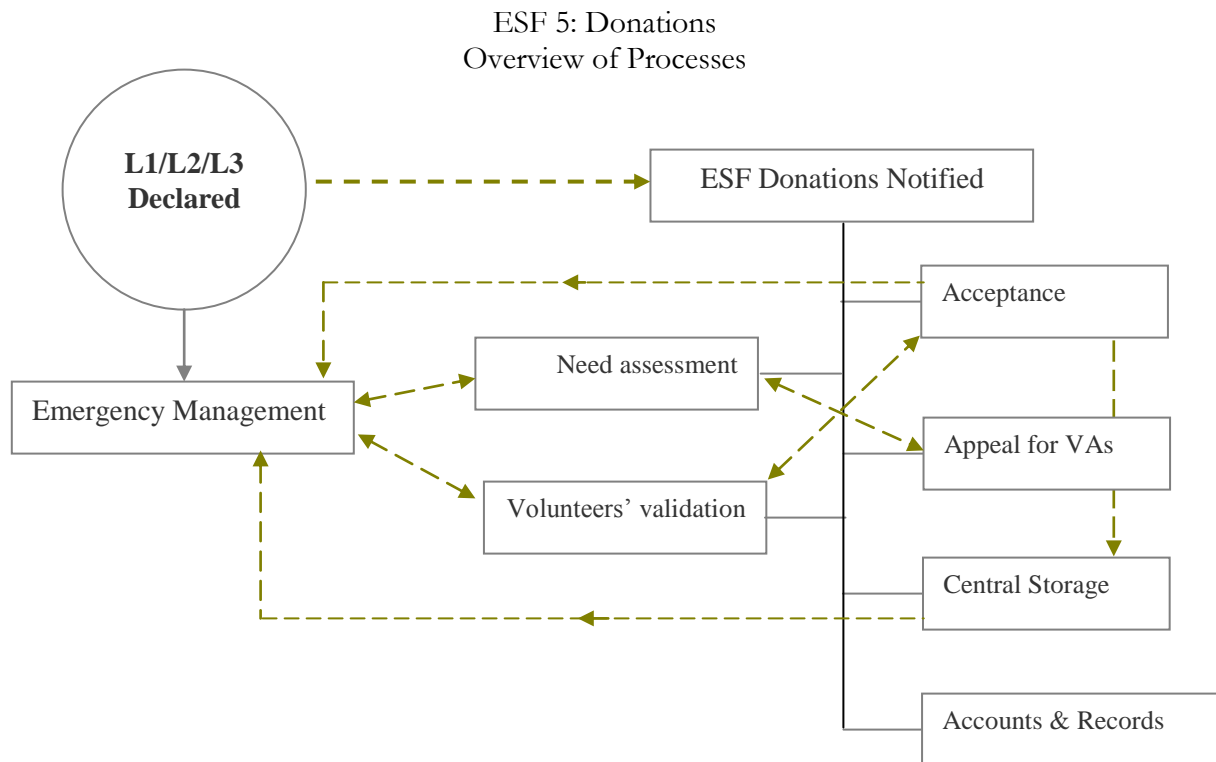 ESF 5: Donations
Overview of Processes
L1/L2/L3
Declared
ESF Donations Notified
Acceptance
Need assessment
Emergency Management
Appeal for VAs
Volunteers’ validation
Central Storage
Accounts & Records